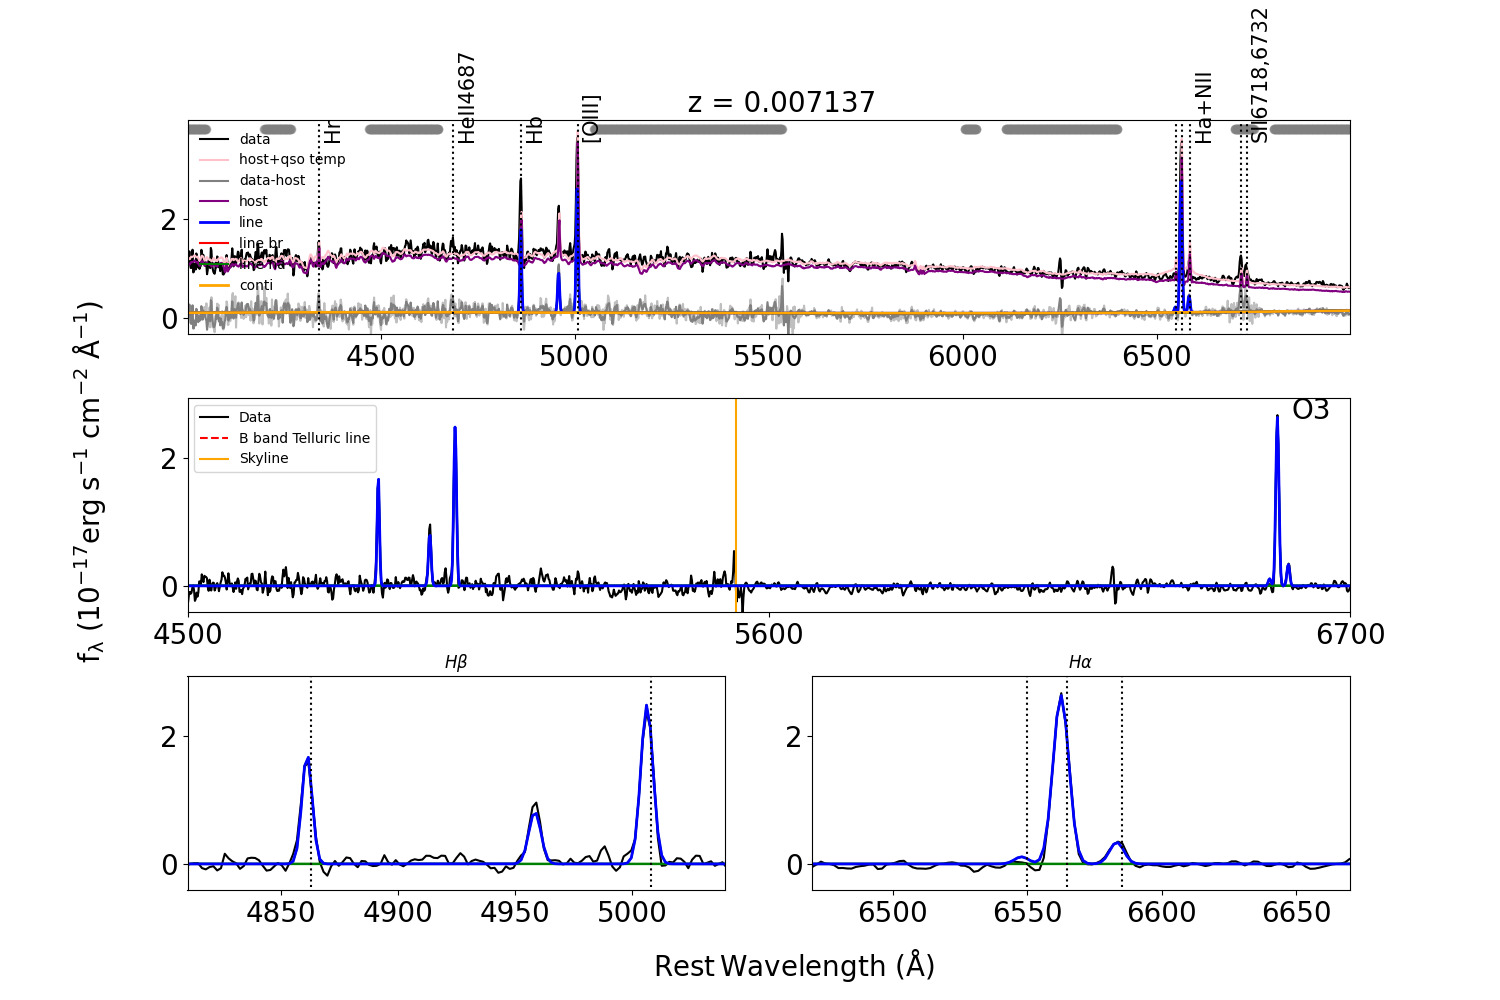 z = 0.007137
Hr
HeII4687
Hb
[OIII]
Ha+NII
SII6718,6732
data
host+qso temp
data-host
host
line
line br
conti
2
0
4500
5000
5500
6000
6500
Data
B band Telluric line
Skyline
O3
2
0
4500
5600
6700
fλ (10−17erg s−1 cm−2 Å−1)
Hβ
2
0
4850
4900
4950
5000
Hα
2
0
6500
6550
6600
6650
Rest Wavelength (Å)